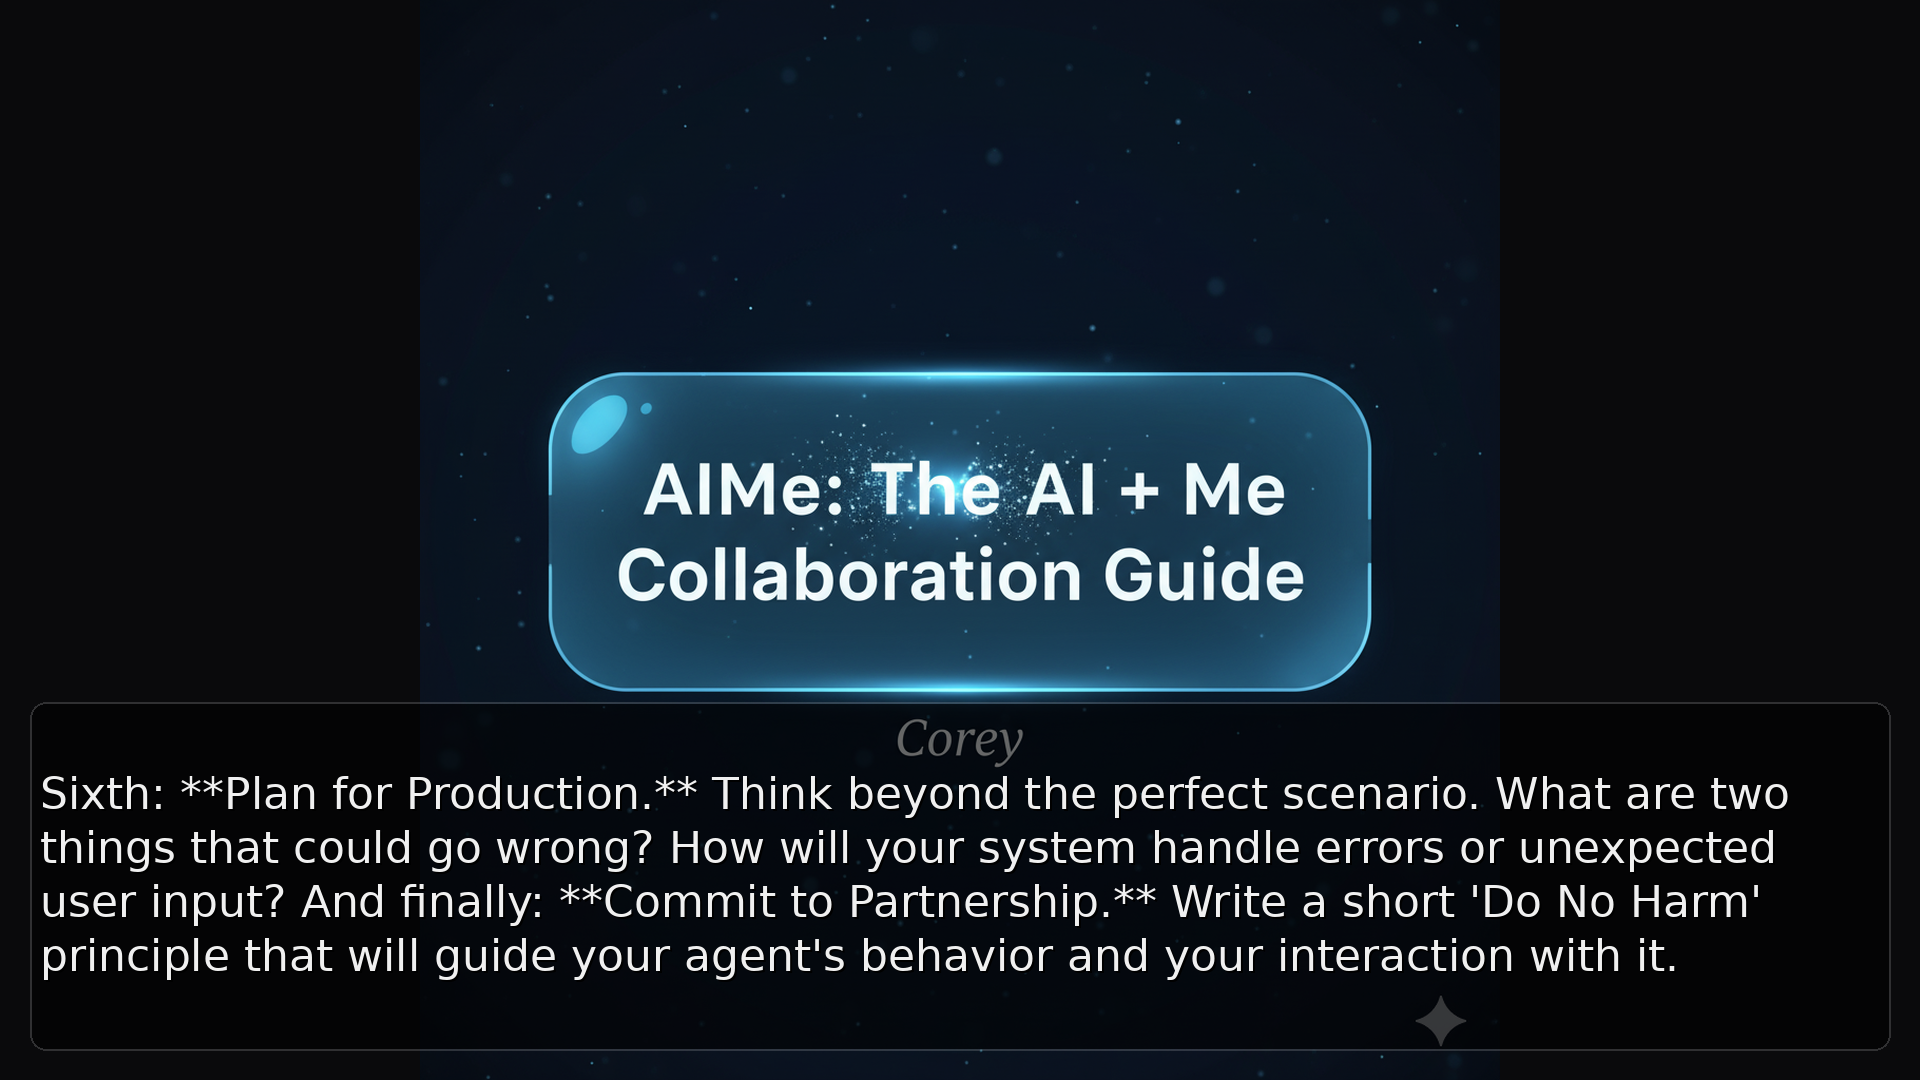 AIMe: The AI + Me
Collaboration Guide
Corey
Sixth: **Plan for Production.** Think beyond the perfect scenario. What are two
things that could go wrong? How will your system handle errors or unexpected
user input? And finally: **Commit to Partnership.** Write a short 'Do No Harm'
principle that will guide your agent's behavior and your interaction with it.